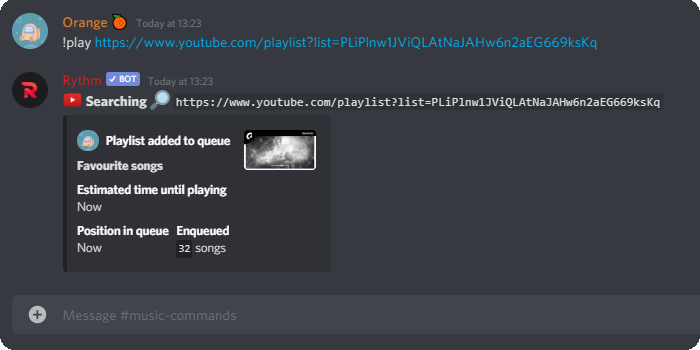 Orange Today at 13:23
!play https://www.youtube.com/playlist?list=PLiPlnw1JViQLAtNaJAHw6n2aEG669ksKq
Rythm BOT Today at 13:23
Searching https://www.youtube.com/playlist?list=PLiPlnw1JViQLAtNaJAHw6n2aEG669ksKq
Playlist added to queue
Favourite songs
Estimated time until playing
Now
Position in queue Enqueued
Now 32 songs
Message #music-commands